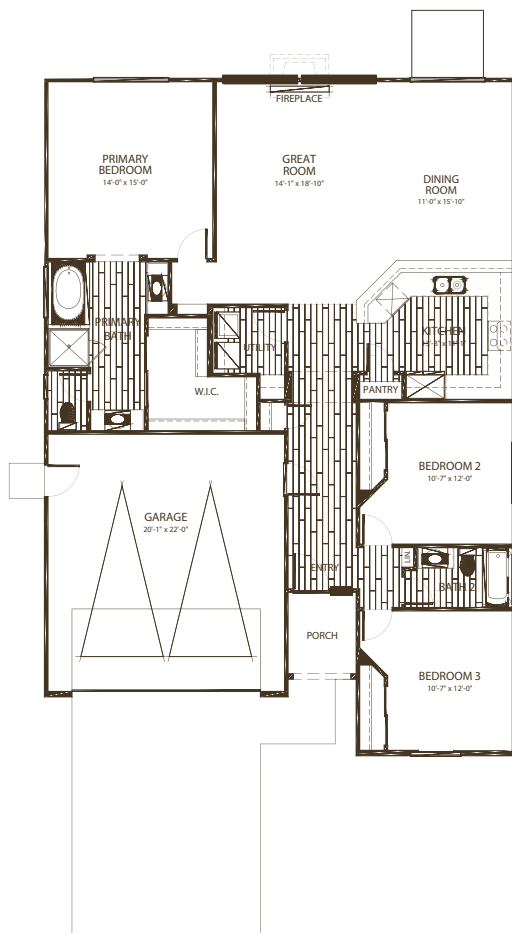 FIREPLACE
PRIMARY
BEDROOM
14'-0" x 15'-0"
GREAT
ROOM
14'-1" x 18'-10"
DINING
ROOM
11'-0" x 15'-10"
PRIMARY
BATH
UTILITY
KITCHEN
W.I.C.
PANTRY
BEDROOM 2
10'-7" x 12'-0"
GARAGE
20'-1" x 22'-0"
ENTRY
LIN
BATH 2
PORCH
BEDROOM 3
10'-7" x 12'-0"